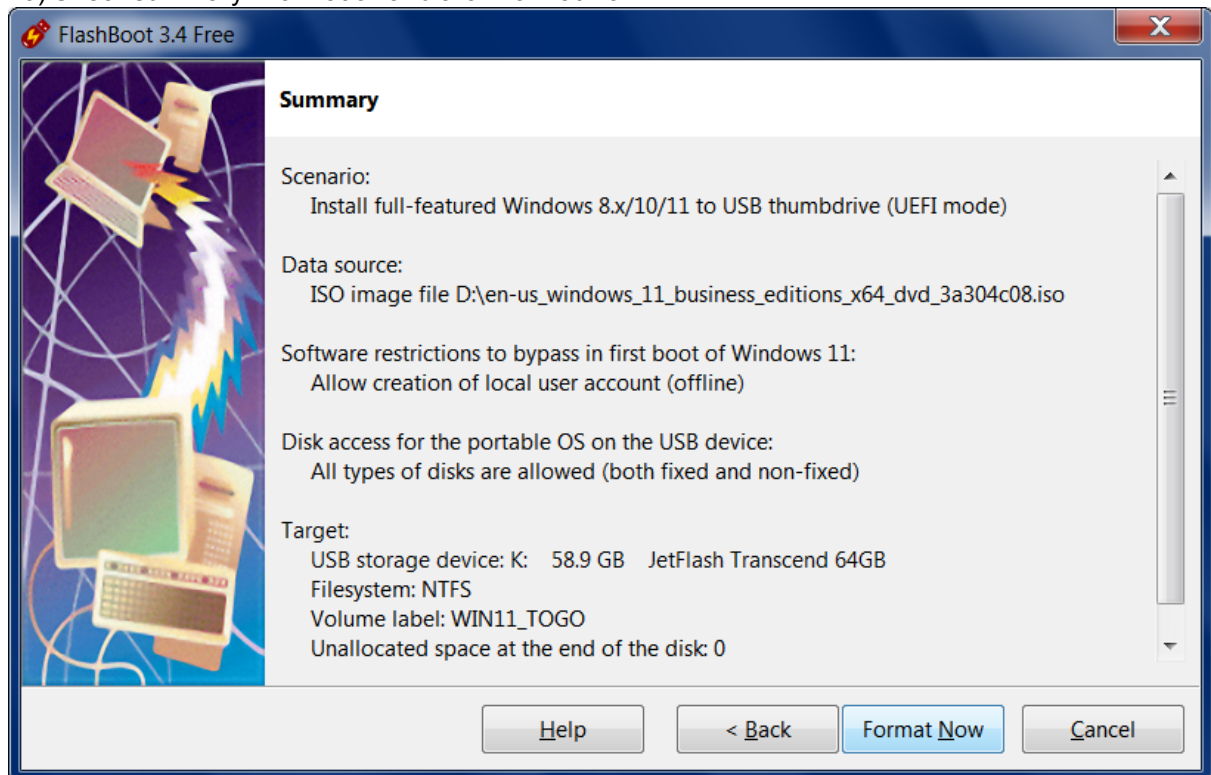 FlashBoot 3.4 Free
Summary
Scenario:
Install full-featured Windows 8.x/10/11 to USB thumbdrive (UEFI mode)
Data source:
ISO image file D:\en-us_windows_11_business_editions_x64_dvd_3a304c08.iso
Software restrictions to bypass in first boot of Windows 11:
Allow creation of local user account (offline)
Disk access for the portable OS on the USB device:
All types of disks are allowed (both fixed and non-fixed)
Target:
USB storage device: K: 58.9 GB JetFlash Transcend 64GB
Filesystem: NTFS
Volume label: WIN11_TOGO
Unallocated space at the end of the disk: 0
Help < Back Format Now Cancel